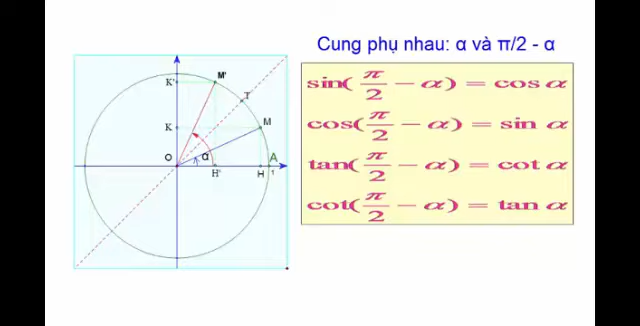 Cung phụ nhau: α và π/2 - α
sin(π/2 − α) = cos α
cos(π/2 − α) = sin α
tan(π/2 − α) = cot α
cot(π/2 − α) = tan α
K'
M'
T
K
M
O
α
A
H'
H
1